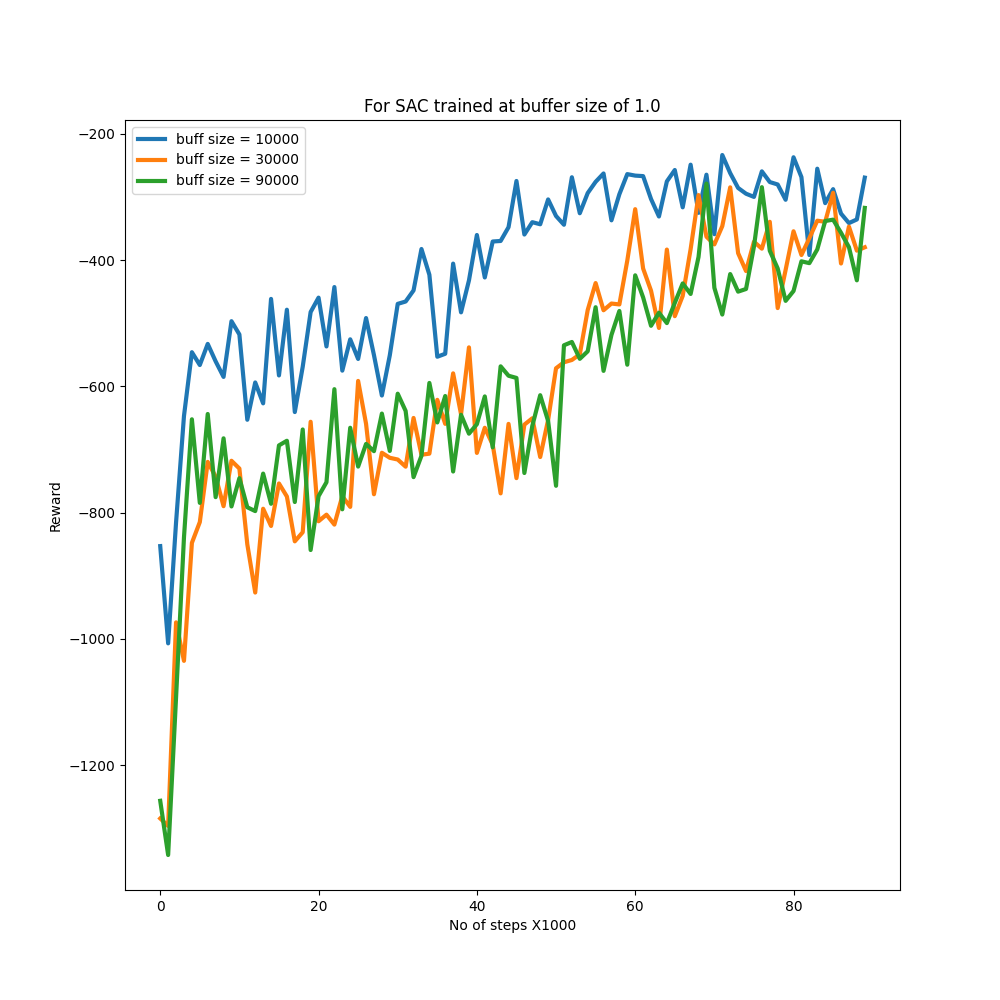 For SAC trained at buffer size of 1.0
buff size = 10000
buff size = 30000
buff size = 90000
−200
−400
−600
−800
−1000
−1200
Reward
0 20 40 60 80
No of steps X1000